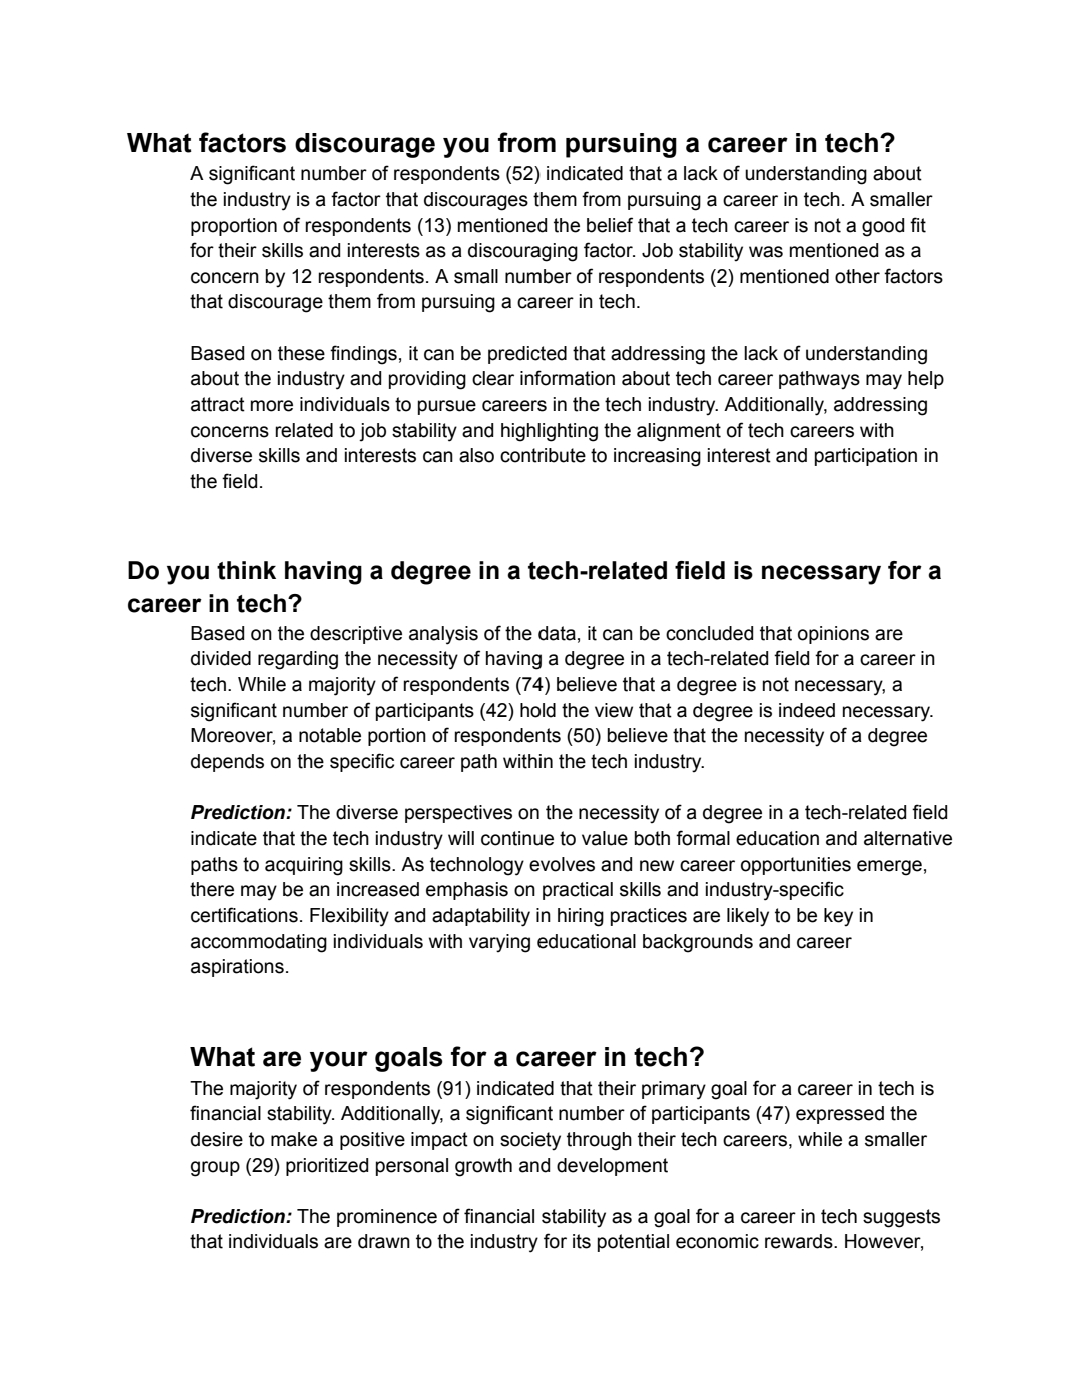 What factors discourage you from pursuing a career in tech?
A significant number of respondents (52) indicated that a lack of understanding about
the industry is a factor that discourages them from pursuing a career in tech. A smaller
proportion of respondents (13) mentioned the belief that a tech career is not a good fit
for their skills and interests as a discouraging factor. Job stability was mentioned as a
concern by 12 respondents. A small number of respondents (2) mentioned other factors
that discourage them from pursuing a career in tech.
Based on these findings, it can be predicted that addressing the lack of understanding
about the industry and providing clear information about tech career pathways may help
attract more individuals to pursue careers in the tech industry. Additionally, addressing
concerns related to job stability and highlighting the alignment of tech careers with
diverse skills and interests can also contribute to increasing interest and participation in
the field.
Do you think having a degree in a tech-related field is necessary for a
career in tech?
Based on the descriptive analysis of the data, it can be concluded that opinions are
divided regarding the necessity of having a degree in a tech-related field for a career in
tech. While a majority of respondents (74) believe that a degree is not necessary, a
significant number of participants (42) hold the view that a degree is indeed necessary.
Moreover, a notable portion of respondents (50) believe that the necessity of a degree
depends on the specific career path within the tech industry.
Prediction: The diverse perspectives on the necessity of a degree in a tech-related field
indicate that the tech industry will continue to value both formal education and alternative
paths to acquiring skills. As technology evolves and new career opportunities emerge,
there may be an increased emphasis on practical skills and industry-specific
certifications. Flexibility and adaptability in hiring practices are likely to be key in
accommodating individuals with varying educational backgrounds and career
aspirations.
What are your goals for a career in tech?
The majority of respondents (91) indicated that their primary goal for a career in tech is
financial stability. Additionally, a significant number of participants (47) expressed the
desire to make a positive impact on society through their tech careers, while a smaller
group (29) prioritized personal growth and development
Prediction: The prominence of financial stability as a goal for a career in tech suggests
that individuals are drawn to the industry for its potential economic rewards. However,